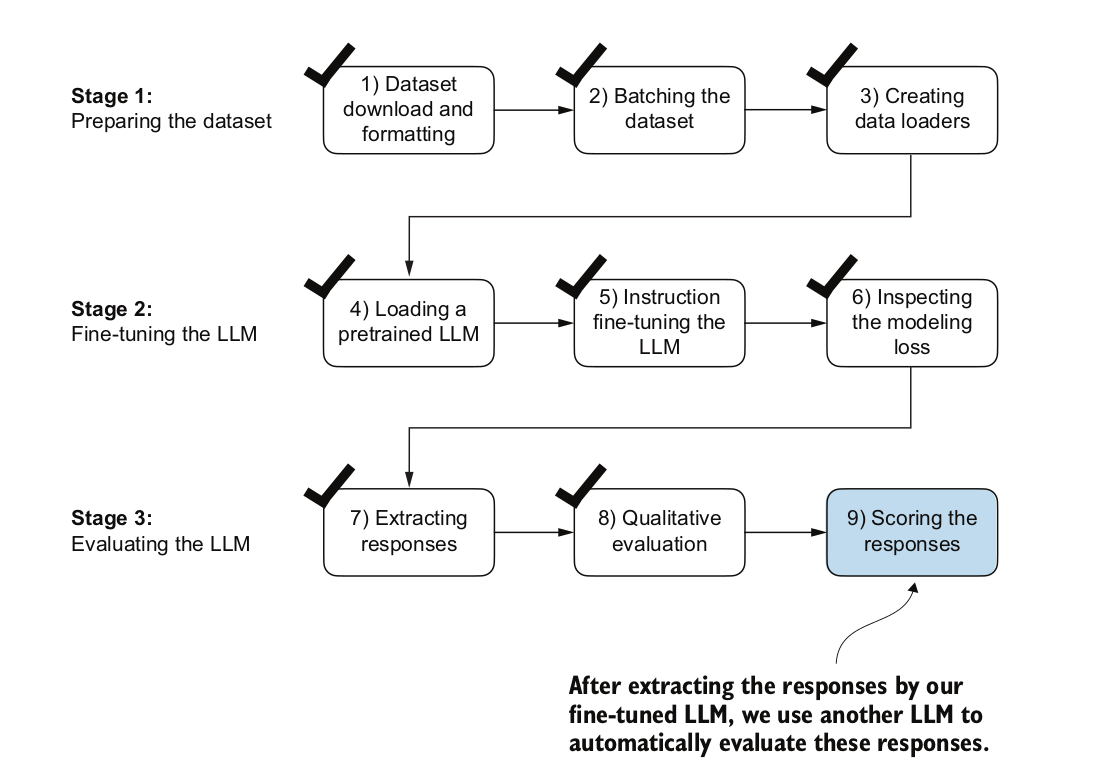 Stage 1:
Preparing the dataset
1) Dataset
download and
formatting
2) Batching the
dataset
3) Creating
data loaders
Stage 2:
Fine-tuning the LLM
4) Loading a
pretrained LLM
5) Instruction
fine-tuning the
LLM
6) Inspecting
the modeling
loss
Stage 3:
Evaluating the LLM
7) Extracting
responses
8) Qualitative
evaluation
9) Scoring the
responses
After extracting the responses by our
fine-tuned LLM, we use another LLM to
automatically evaluate these responses.